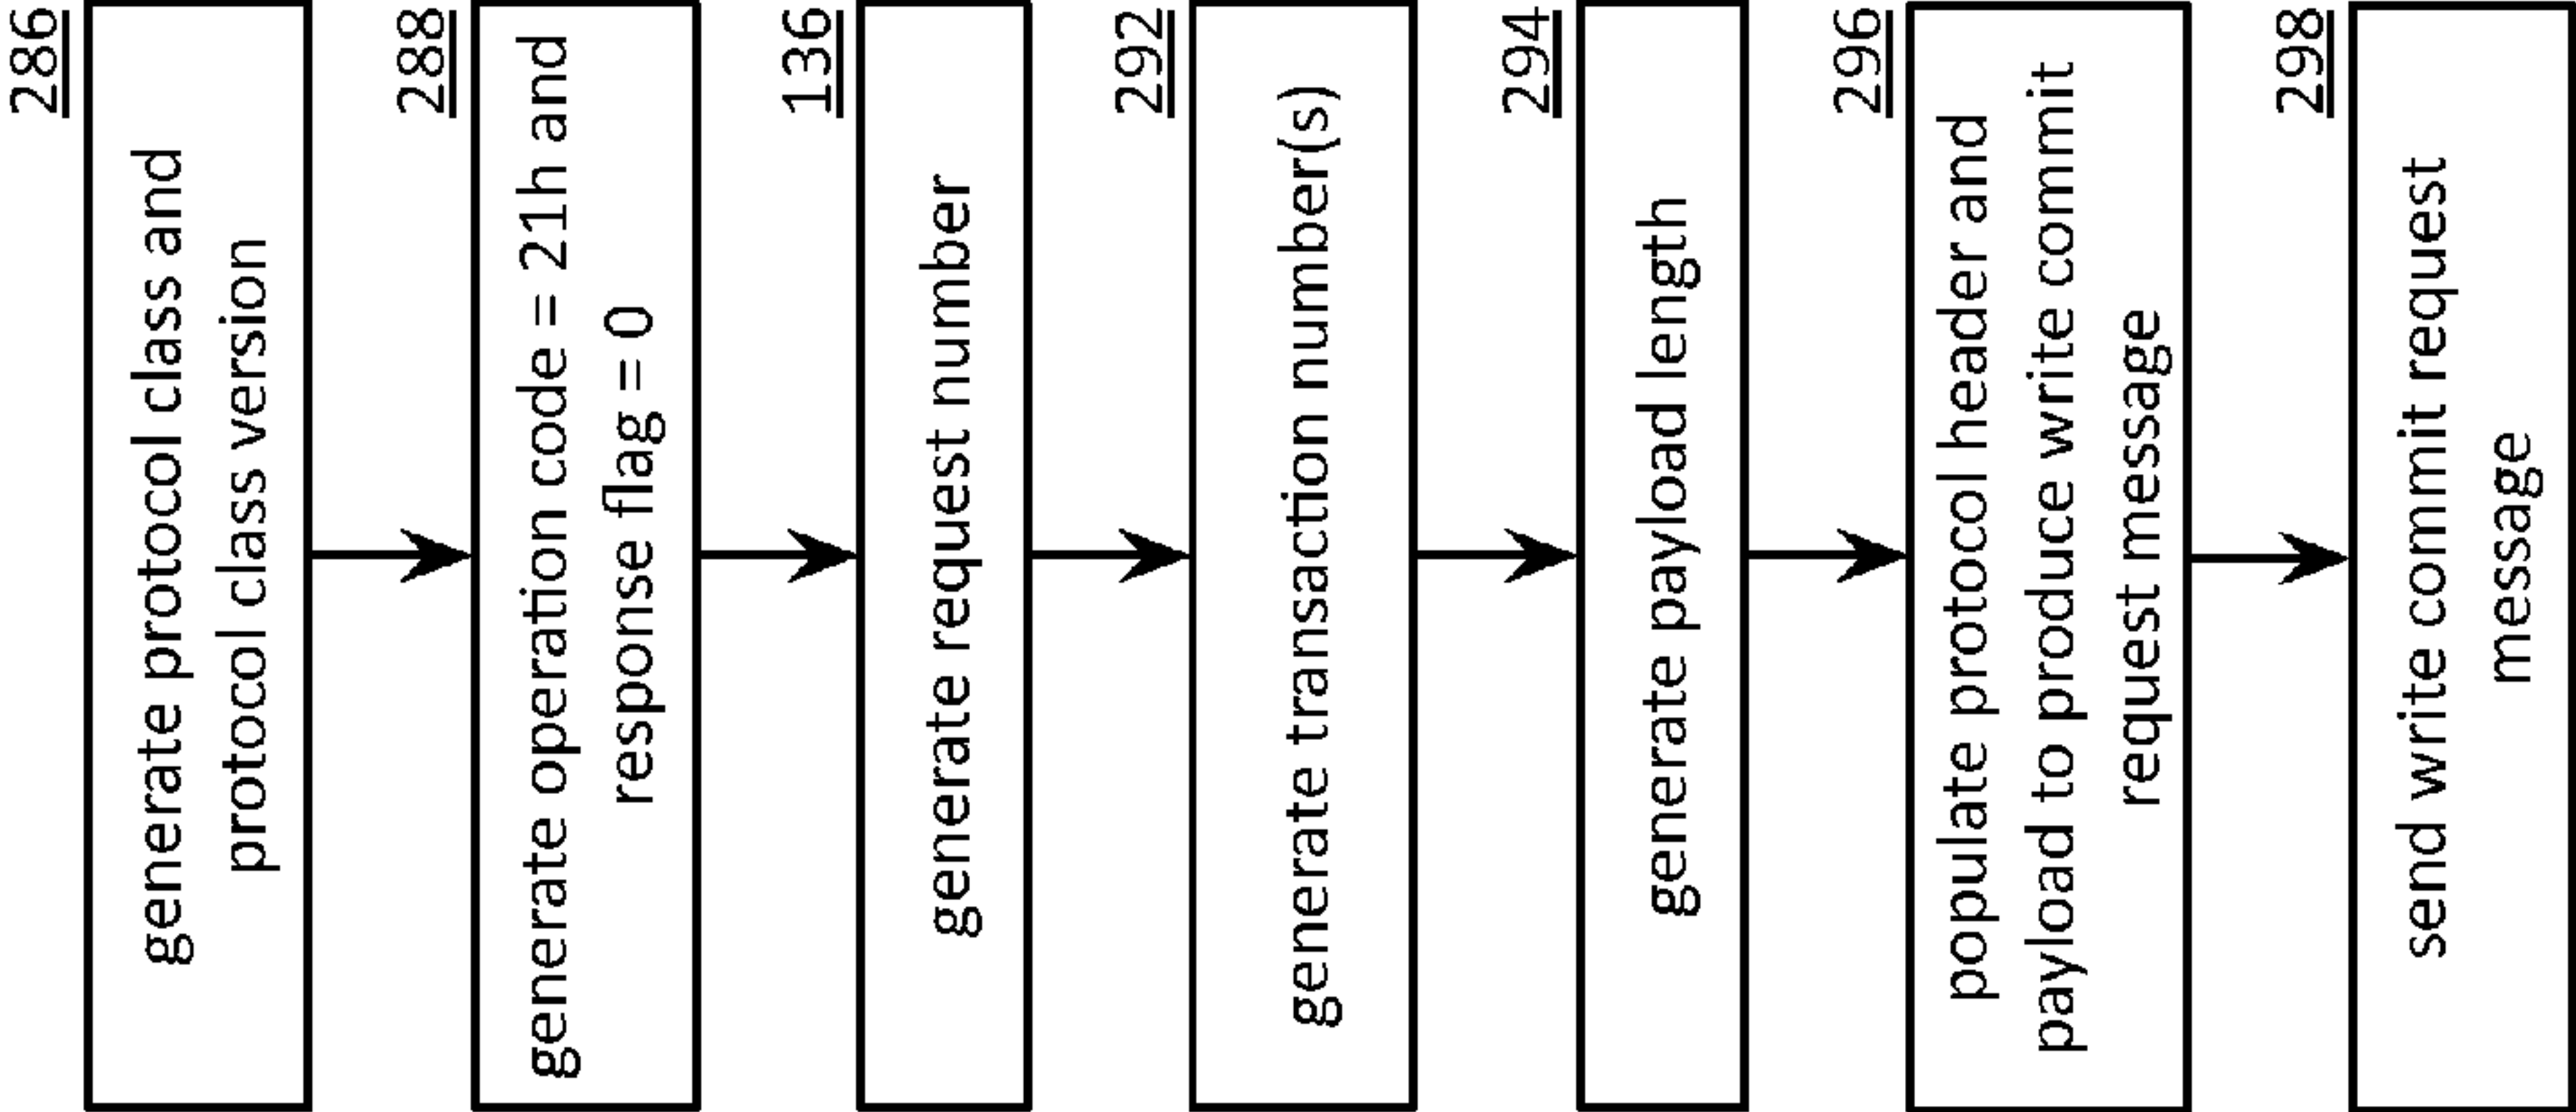 286
generate protocol class and
protocol class version
288
generate operation code = 21h and
response flag = 0
136
generate request number
292
generate transaction number(s)
294
generate payload length
296
populate protocol header and
payload to produce write commit
request message
298
send write commit request
message